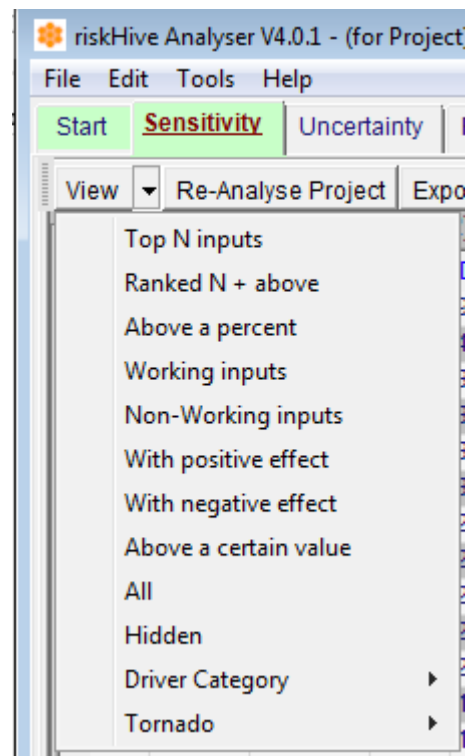 riskHive Analyser V4.0.1 - (for Project)
File Edit Tools Help
Start Sensitivity Uncertainty
View Re-Analyse Project
Top N inputs
Ranked N + above
Above a percent
Working inputs
Non-Working inputs
With positive effect
With negative effect
Above a certain value
All
Hidden
Driver Category
Tornado